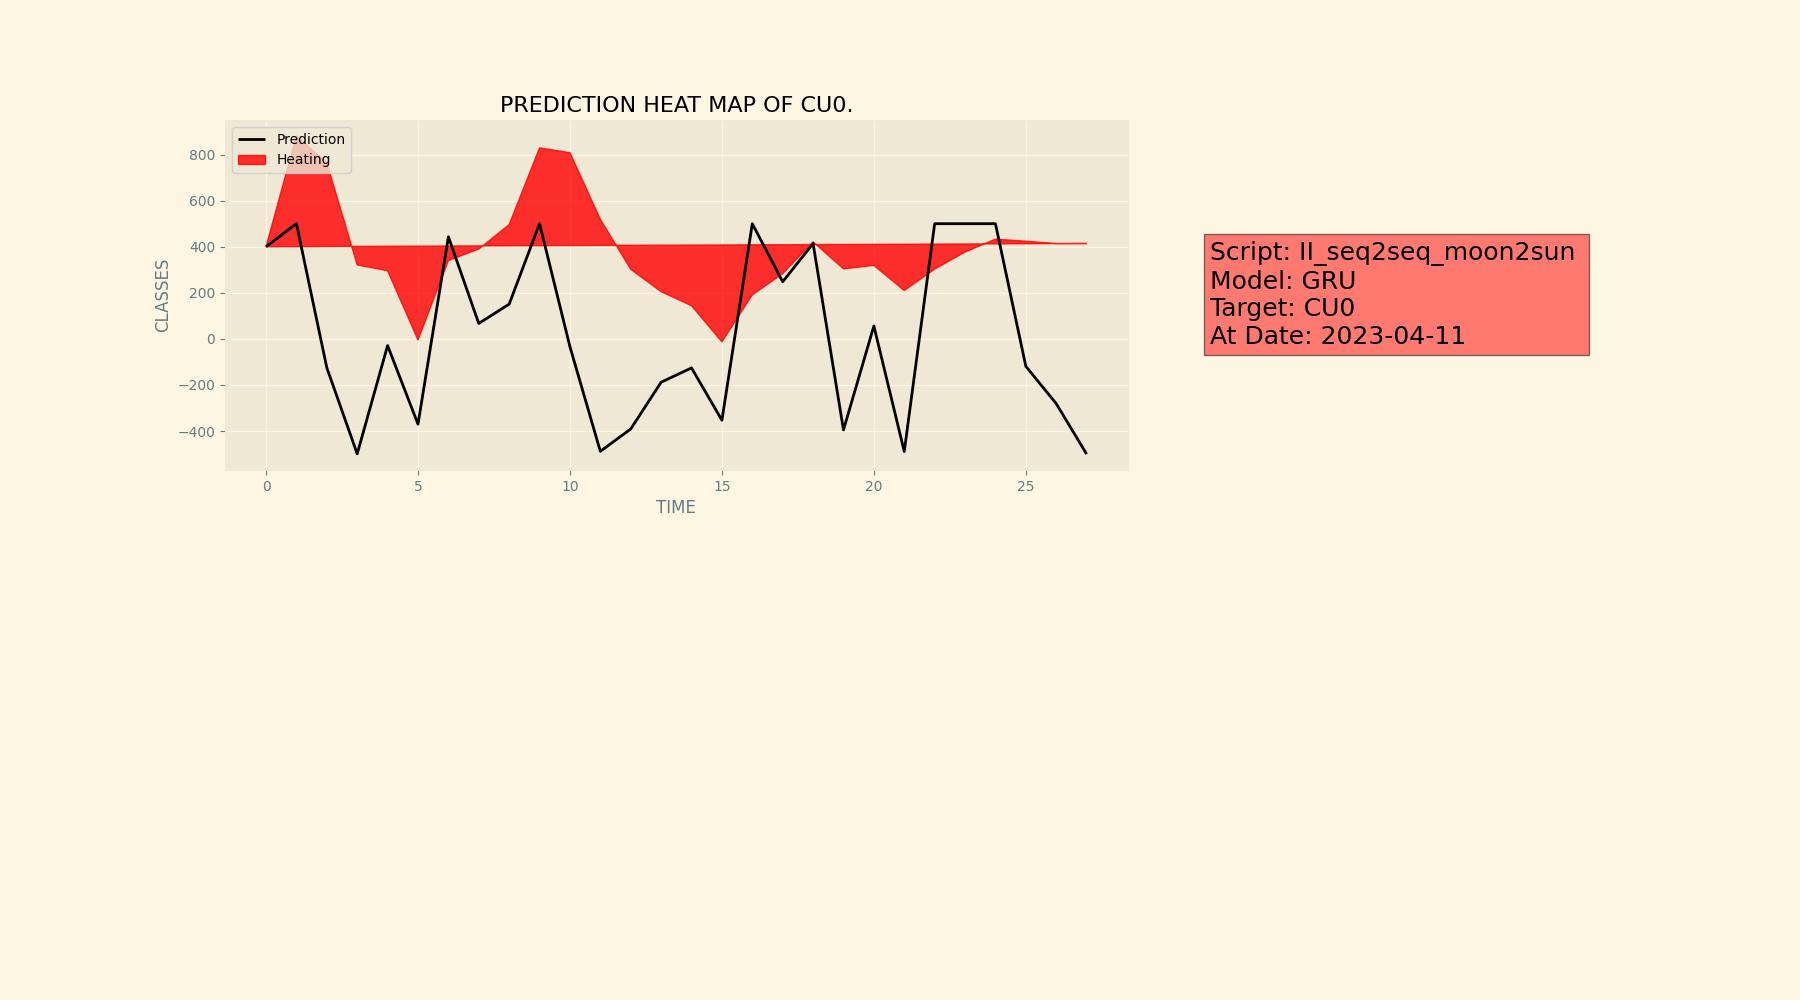 PREDICTION HEAT MAP OF CU0.
Prediction
Heating
CLASSES
800
600
400
200
0
−200
−400
0 5 10 15 20 25
TIME
Script: II_seq2seq_moon2sun
Model: GRU
Target: CU0
At Date: 2023-04-11